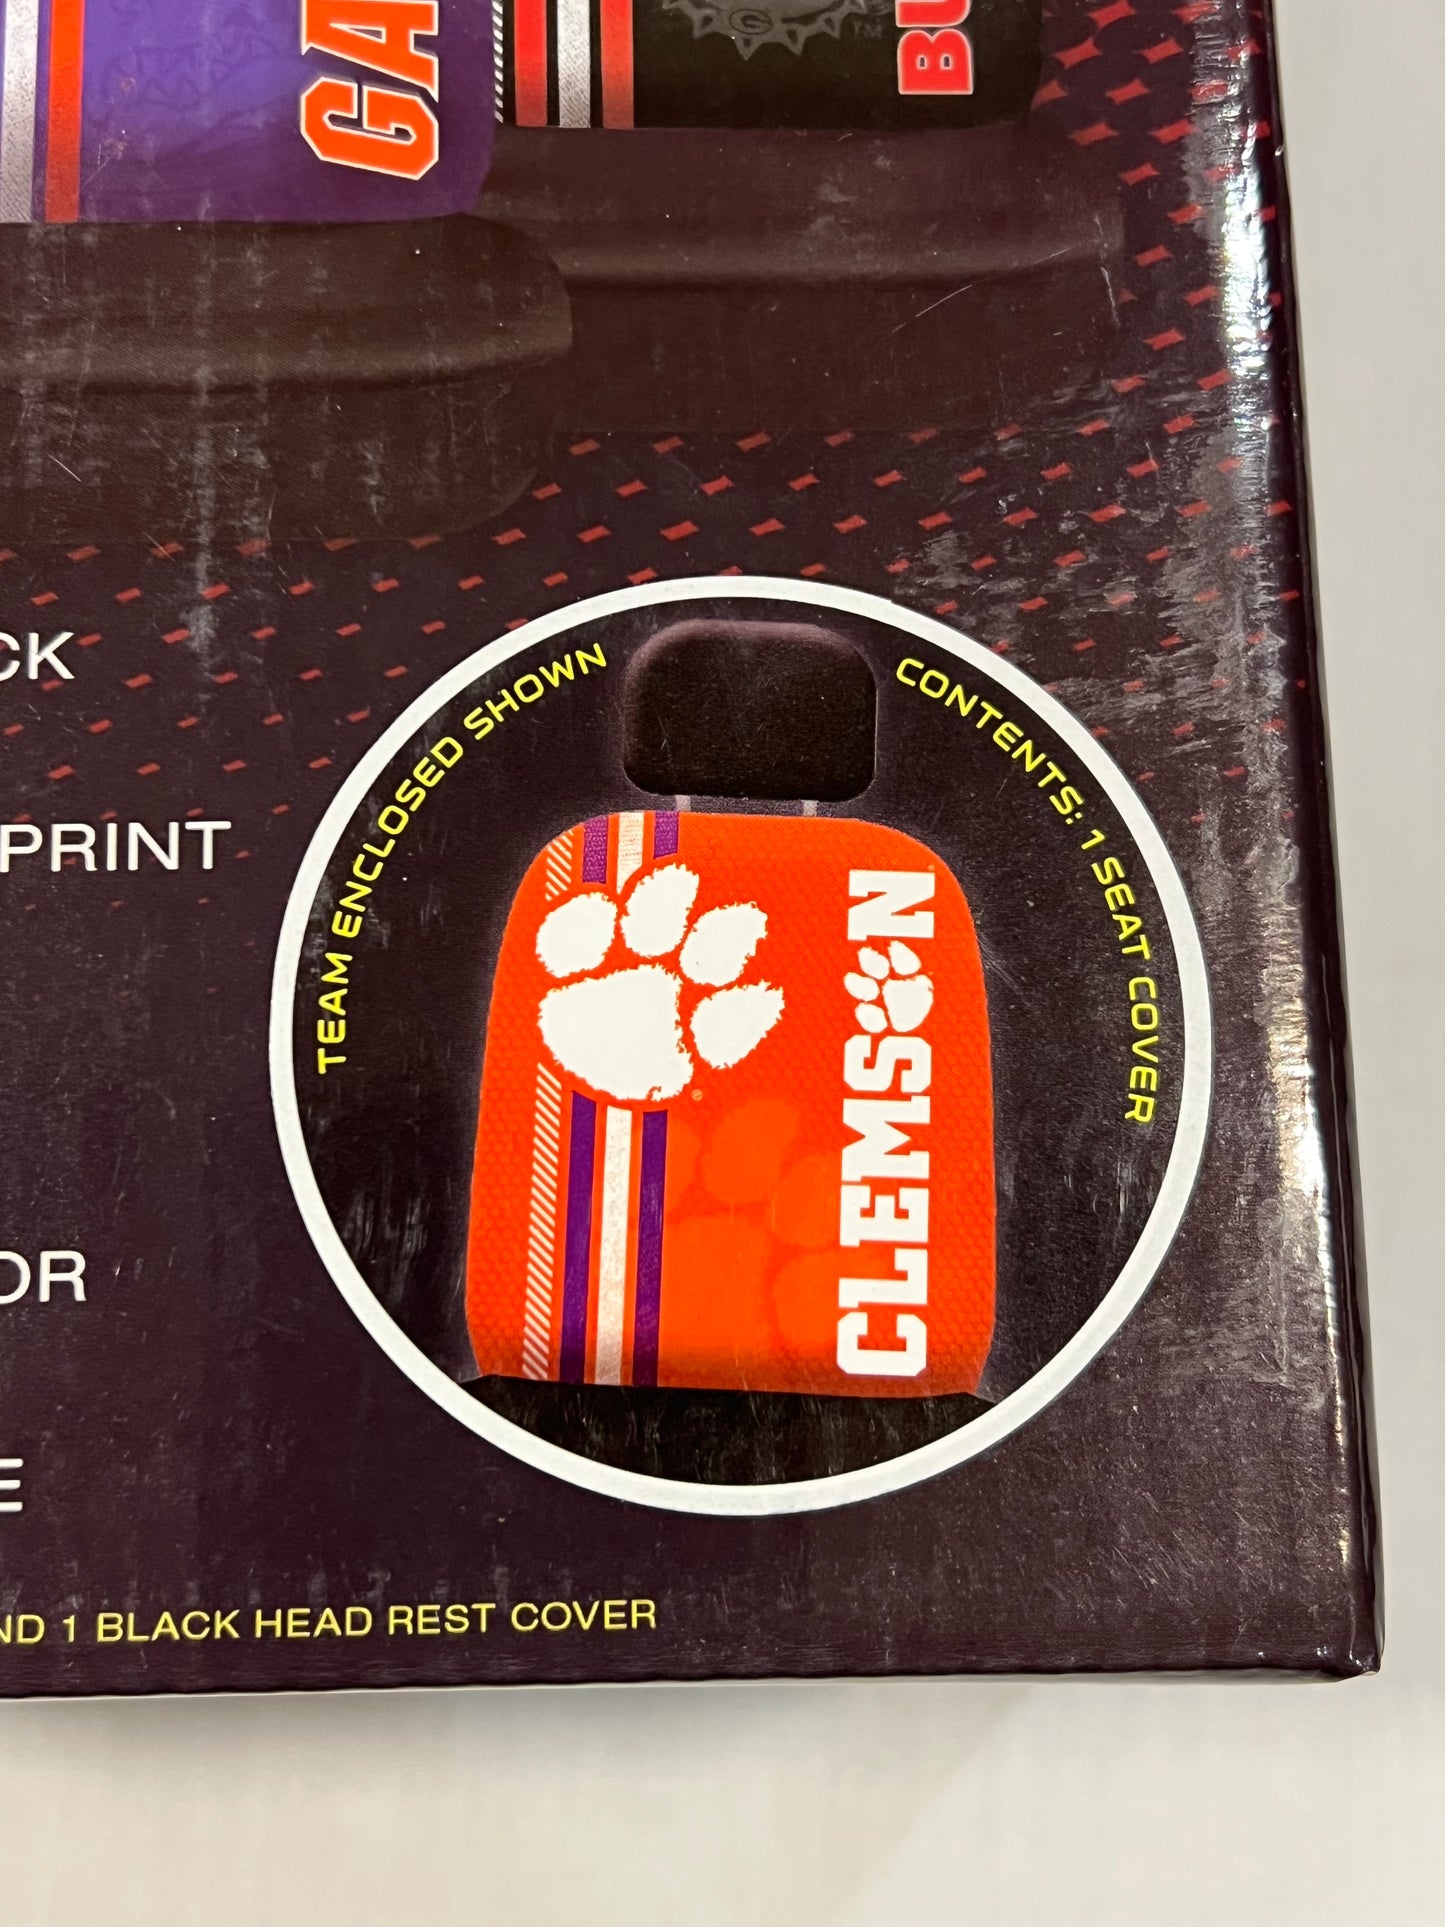 GA
BU
G
TM
CK
PRINT
OR
E
TEAM ENCLOSED SHOWN
CONTENTS: 1 SEAT COVER
CLEMSON
ND 1 BLACK HEAD REST COVER